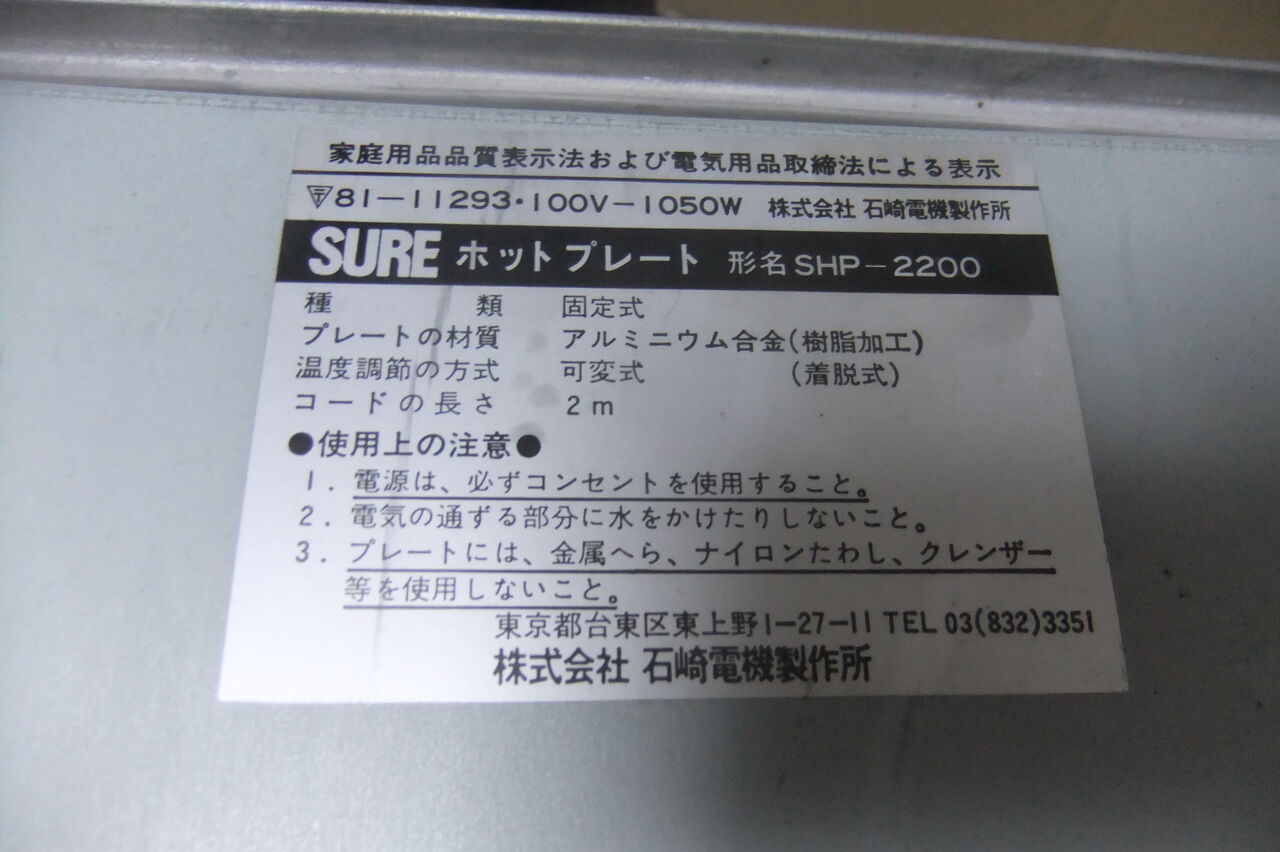 家庭用品品質表示法および電気用品取締法による表示
81-11293・100V-1050W 株式会社 石崎電機製作所
SURE ホットプレート 形名 SHP-2200
種類 固定式
プレートの材質 アルミニウム合金(樹脂加工)
温度調節の方式 可変式 (着脱式)
コードの長さ 2m
●使用上の注意●
1. 電源は、必ずコンセントを使用すること。
2. 電気の通ずる部分に水をかけたりしないこと。
3. プレートには、金属へら、ナイロンたわし、クレンザー
等を使用しないこと。
東京都台東区東上野1-27-11 TEL 03(832)3351
株式会社 石崎電機製作所